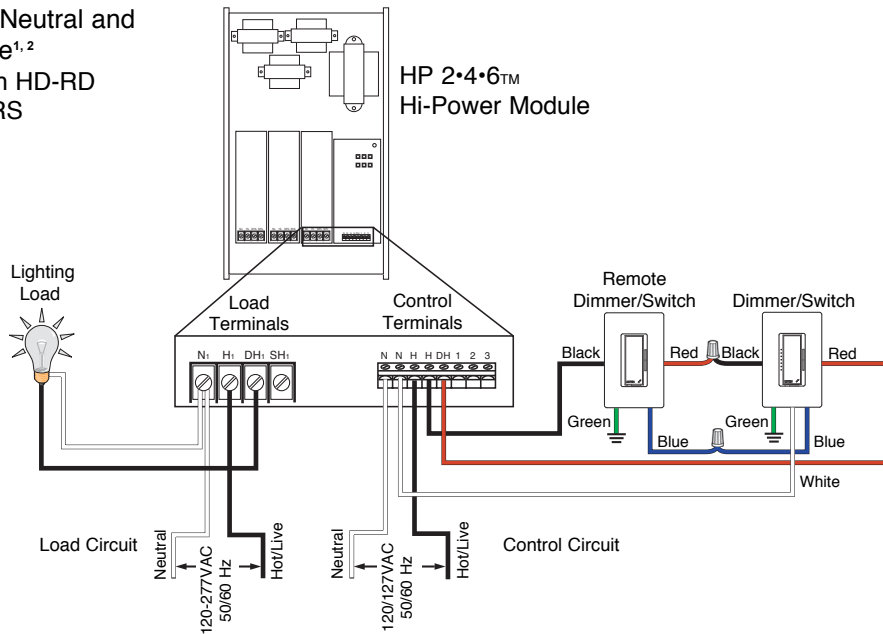 Neutral and
e1, 2
n HD-RD
RS
HP 2•4•6TM
Hi-Power Module
Lighting
Load
Load
Terminals
Control
Terminals
Remote
Dimmer/Switch
Dimmer/Switch
N1 H1 DH1 SH1
N N H H DH 1 2 3
Black
Red
Black
Red
Green
Green
Blue
Blue
White
Load Circuit
Neutral
120-277VAC
50/60 Hz
Hot/Live
Neutral
120/127VAC
50/60 Hz
Hot/Live
Control Circuit